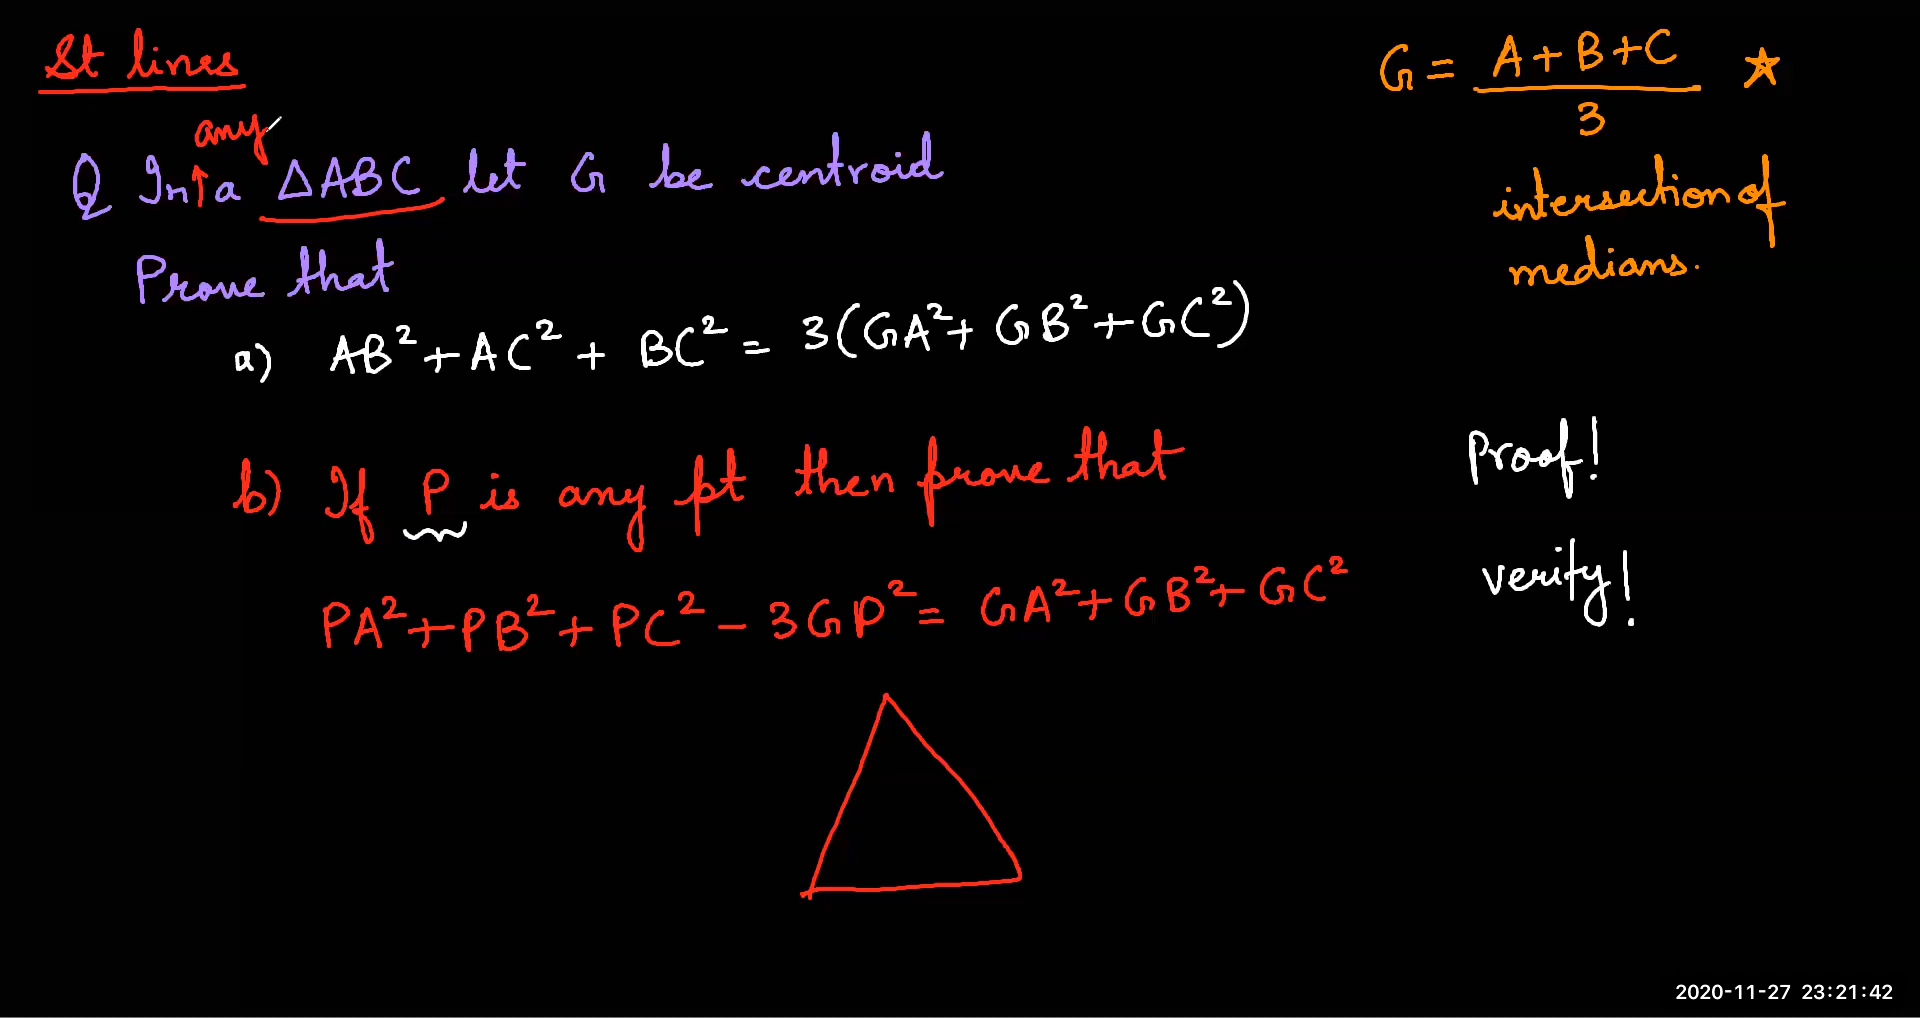 St lines
G = A+B+C / 3 ★
any
Q In↑a ΔABC let G be centroid
intersection of
medians.
Prove that
a) AB² + AC² + BC² = 3(GA² + GB² + GC²)
Proof!
b) If P is any pt then prove that
verify!
PA² + PB² + PC² − 3GP² = GA² + GB² + GC²
2020-11-27 23:21:42